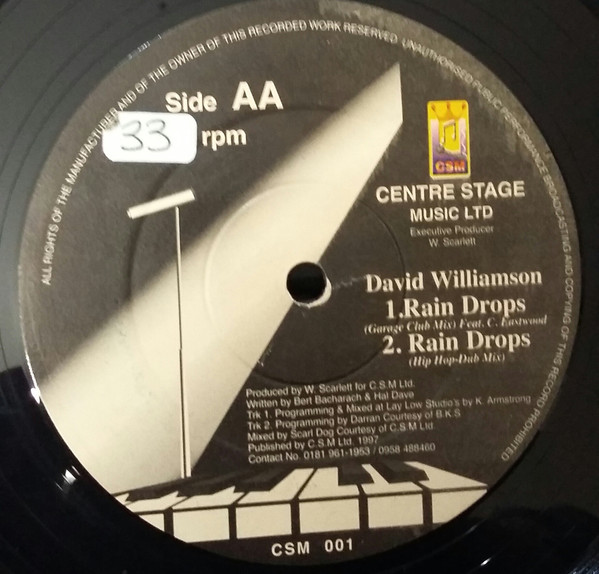 ALL RIGHTS OF THE MANUFACTURER AND OF THE OWNER OF THIS RECORDED WORK RESERVED. UNAUTHORISED PUBLIC PERFORMANCE BROADCASTING AND COPYING OF THIS RECORD PROHIBITED
Side AA
33 rpm
CSM
CENTRE STAGE
MUSIC LTD
Executive Producer
W. Scarlett
David Williamson
1.Rain Drops
(Garage Club Mix) Feat. C. Eastwood
2. Rain Drops
(Hip Hop-Dub Mix)
Produced by W. Scarlett for C.S.M Ltd.
Written by Bert Bacharach & Hal Dave
Trk 1. Programming & Mixed at Lay Low Studio's by K. Armstrong
Trk 2. Programming by Darran Courtesy of B.K.S
Mixed by Scarl Dog Courtesy of C.S.M Ltd.
Published by C.S.M Ltd. 1997
Contact No. 0181 961-1953 / 0958 488460
CSM 001